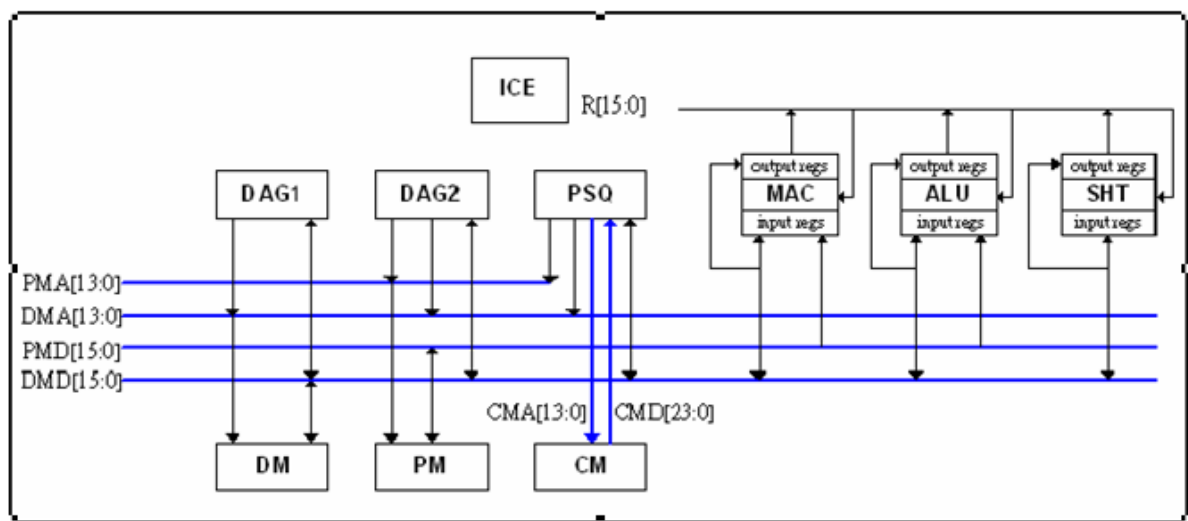 ICE
R[15:0]
output regs
output regs
output regs
DAG1
DAG2
PSQ
MAC
ALU
SHT
input regs
input regs
input regs
PMA[13:0]
DMA[13:0]
PMD[15:0]
DMD[15:0]
CMA[13:0]
CMD[23:0]
DM
PM
CM